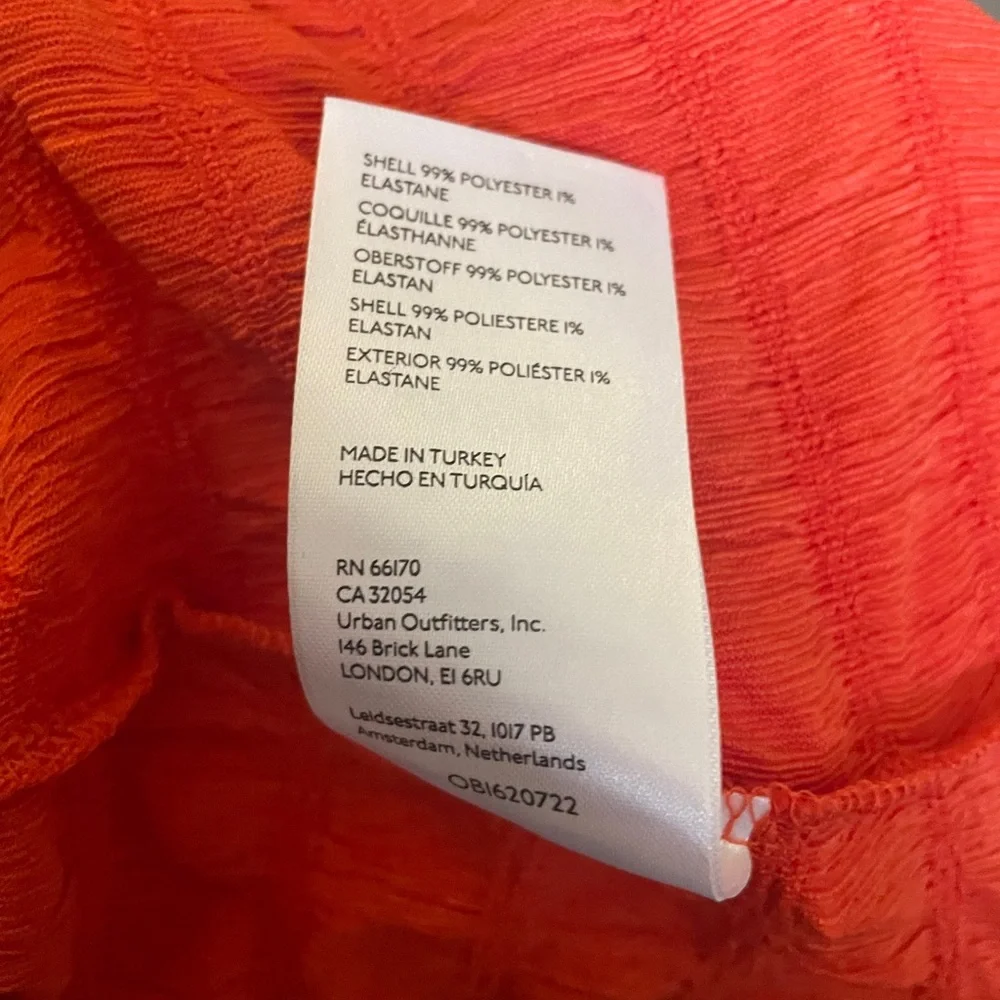 SHELL 99% POLYESTER 1%
ELASTANE
COQUILLE 99% POLYESTER 1%
ÉLASTHANNE
OBERSTOFF 99% POLYESTER 1%
ELASTAN
SHELL 99% POLIESTERE 1%
ELASTAN
EXTERIOR 99% POLIÉSTER 1%
ELASTANE
MADE IN TURKEY
HECHO EN TURQUÍA
RN 66170
CA 32054
Urban Outfitters, Inc.
146 Brick Lane
LONDON, E1 6RU
Leidsestraat 32, 1017 PB
Amsterdam, Netherlands
OB1620722